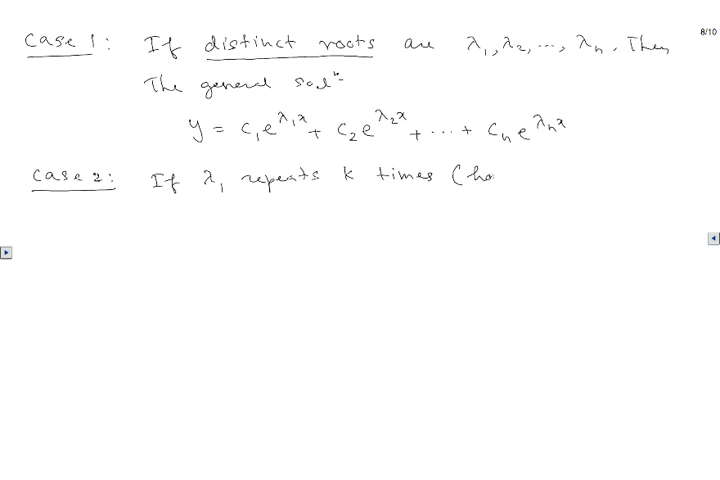 8/10
Case 1: If distinct roots are λ₁, λ₂, ..., λₙ. Then
The general solⁿ
y = c₁e^{λ₁x} + c₂e^{λ₂x} + ... + cₙe^{λₙx}
Case 2: If λ₁ repeats k times (ha